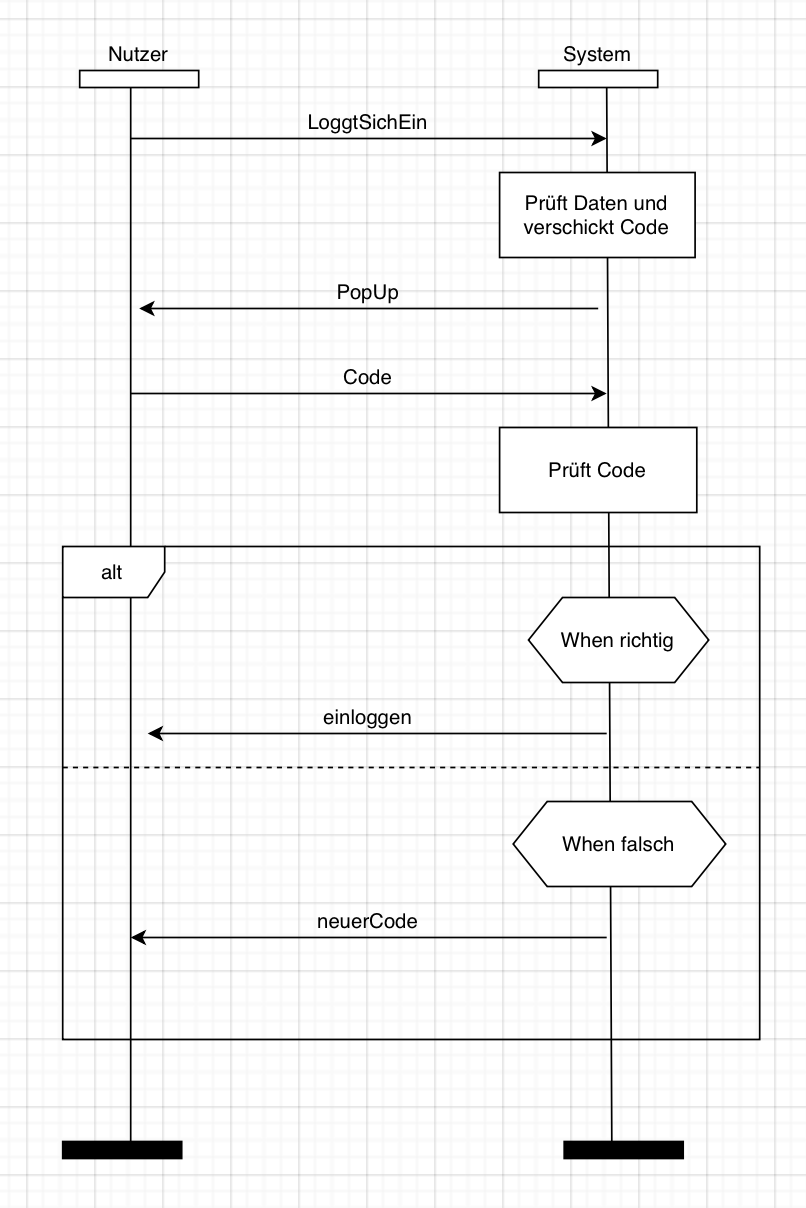 Nutzer
System
LoggtSichEin
Prüft Daten und
verschickt Code
PopUp
Code
Prüft Code
alt
When richtig
einloggen
When falsch
neuerCode